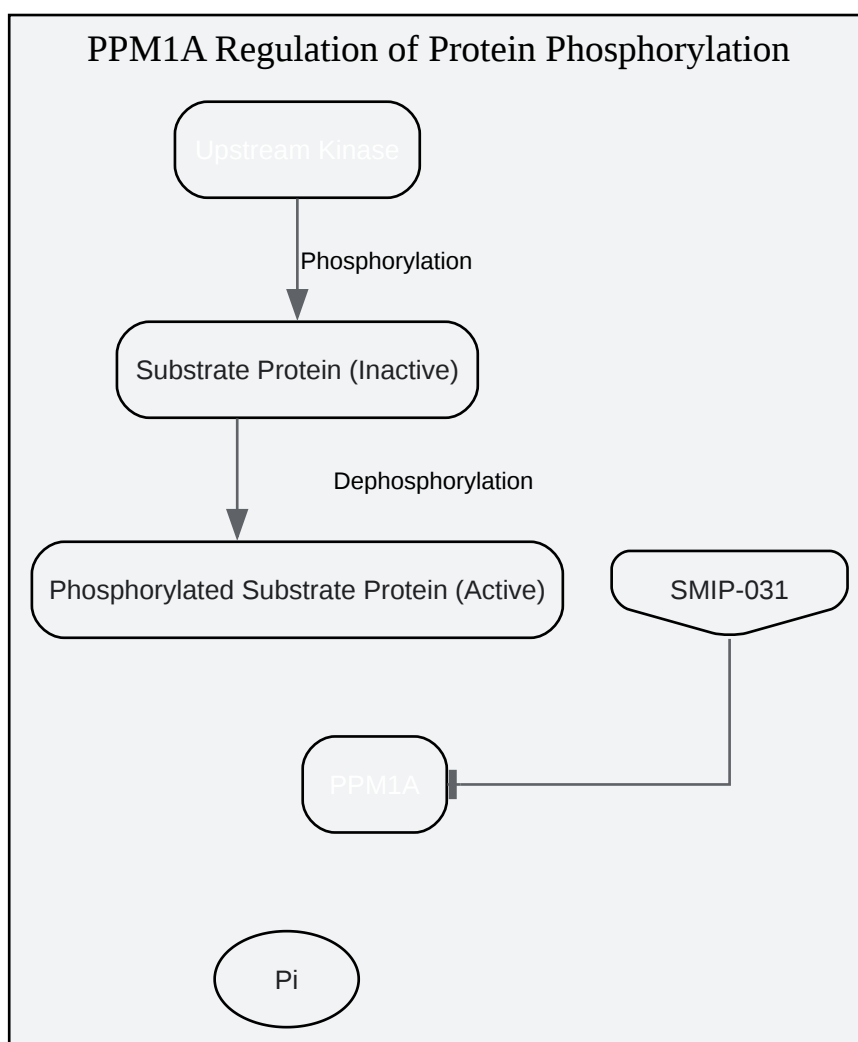 PPM1A Regulation of Protein Phosphorylation
Upstream Kinase
Phosphorylation
Substrate Protein (Inactive)
Dephosphorylation
Phosphorylated Substrate Protein (Active)
SMIP-031
PPM1A
Pi